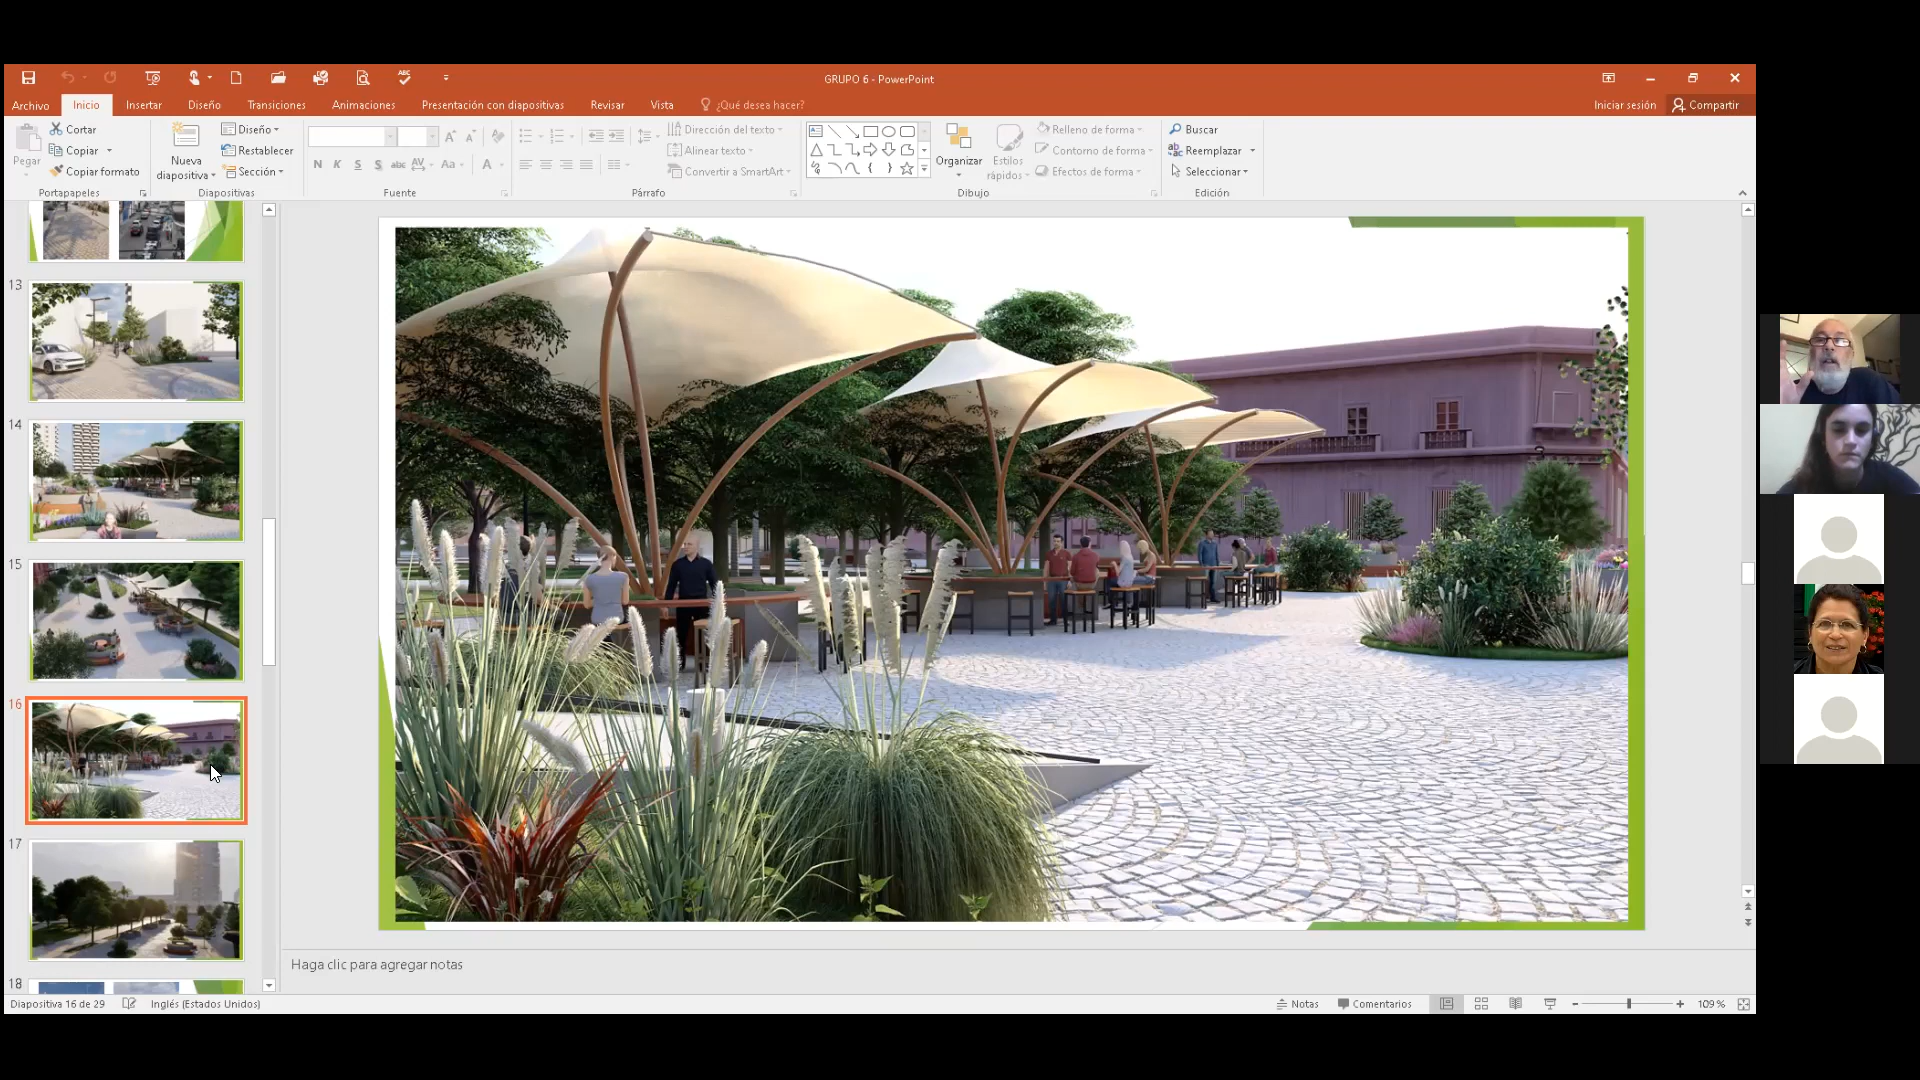 GRUPO 6 - PowerPoint
Archivo Inicio Insertar Diseño Transiciones Animaciones Presentación con diapositivas Revisar Vista ¿Qué desea hacer? Iniciar sesión Compartir
Pegar
Cortar
Copiar
Copiar formato
Portapapeles
Nueva diapositiva
Diseño
Restablecer
Sección
Diapositivas
N K S S abc AV Aa A
Fuente
Dirección del texto
Alinear texto
Convertir a SmartArt
Párrafo
Organizar
Estilos rápidos
Relleno de forma
Contorno de forma
Efectos de forma
Dibujo
Buscar
Reemplazar
Seleccionar
Edición
13
14
15
16
17
18
Haga clic para agregar notas
Diapositiva 16 de 29 Inglés (Estados Unidos) Notas Comentarios 109%